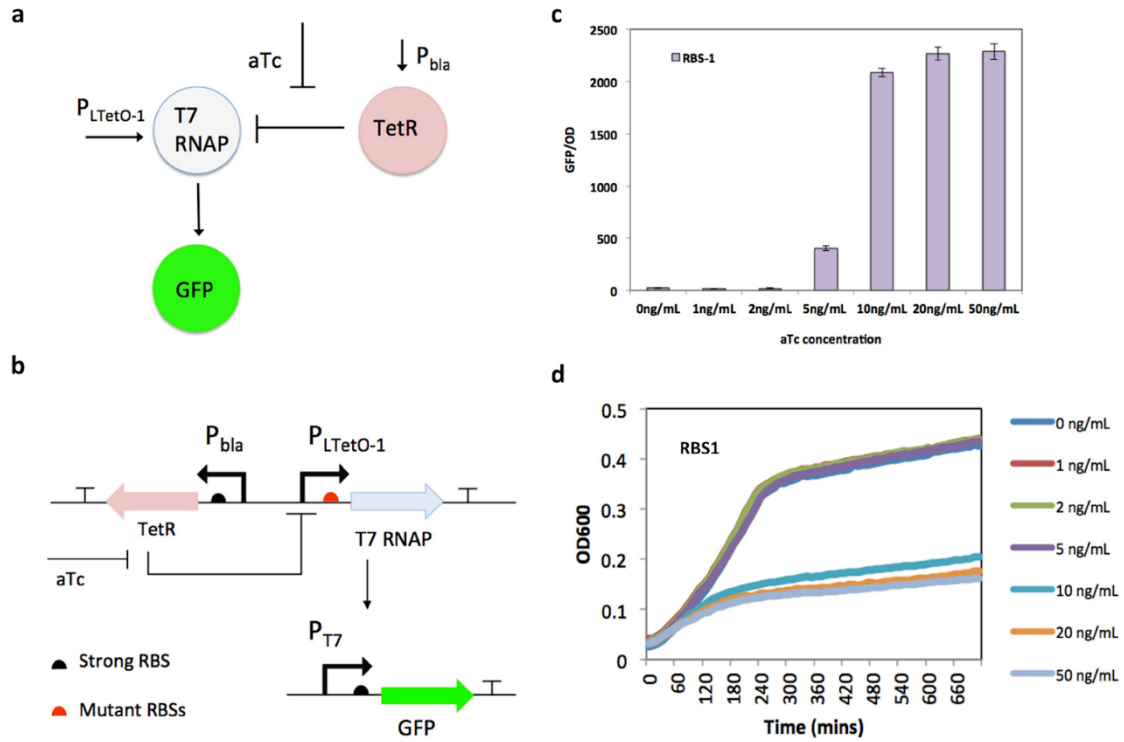 a
aTc
P_bla
P_LTetO-1
T7
RNAP
TetR
GFP
b
P_bla
P_LTetO-1
TetR
T7 RNAP
aTc
P_T7
Strong RBS
Mutant RBSs
GFP
c
2500
2000
1500
1000
500
0
GFP/OD
RBS-1
0ng/mL 1ng/mL 2ng/mL 5ng/mL 10ng/mL 20ng/mL 50ng/mL
aTc concentration
d
0.5
0.4
0.3
0.2
0.1
0
OD600
RBS1
0 60 120 180 240 300 360 420 480 540 600 660
Time (mins)
0 ng/mL
1 ng/mL
2 ng/mL
5 ng/mL
10 ng/mL
20 ng/mL
50 ng/mL